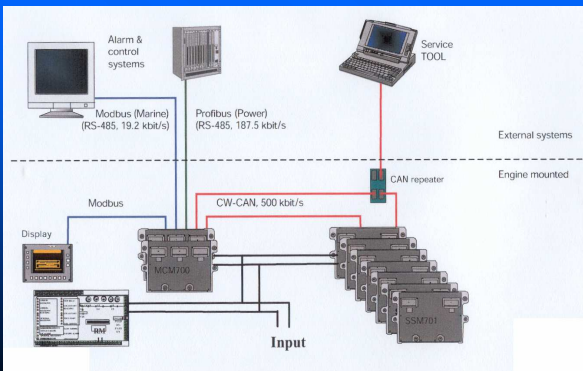 Alarm &
control
systems
Service
TOOL
Modbus (Marine)
(RS-485, 19.2 kbit/s)
Profibus (Power)
(RS-485, 187.5 kbit/s
External systems
Engine mounted
CAN repeater
Modbus
CW-CAN, 500 kbit/s
Display
MCM700
SSM701
RM
Input